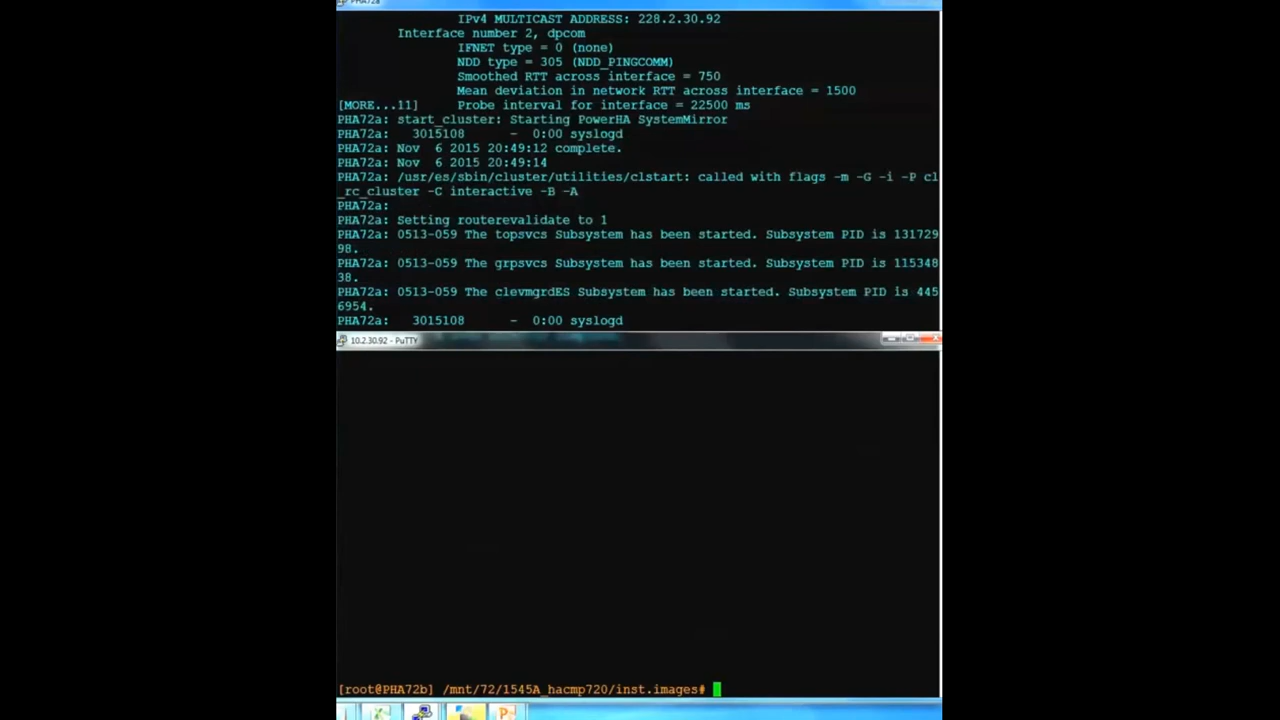 PHA72a
IPv4 MULTICAST ADDRESS: 228.2.30.92
Interface number 2, dpcom
IFNET type = 0 (none)
NDD type = 305 (NDD_PINGCOMM)
Smoothed RTT across interface = 750
Mean deviation in network RTT across interface = 1500
[MORE...11]     Probe interval for interface = 22500 ms
PHA72a: start_cluster: Starting PowerHA SystemMirror
PHA72a:   3015108      -  0:00 syslogd
PHA72a: Nov  6 2015 20:49:12 complete.
PHA72a: Nov  6 2015 20:49:14
PHA72a: /usr/es/sbin/cluster/utilities/clstart: called with flags -m -G -i -P cl
_rc_cluster -C interactive -B -A
PHA72a:
PHA72a: Setting routerevalidate to 1
PHA72a: 0513-059 The topsvcs Subsystem has been started. Subsystem PID is 131729
98.
PHA72a: 0513-059 The grpsvcs Subsystem has been started. Subsystem PID is 115348
38.
PHA72a: 0513-059 The clevmgrdES Subsystem has been started. Subsystem PID is 445
6954.
PHA72a:   3015108      -  0:00 syslogd
10.2.30.92 - PuTTY
[root@PHA72b] /mnt/72/1545A_hacmp720/inst.images#